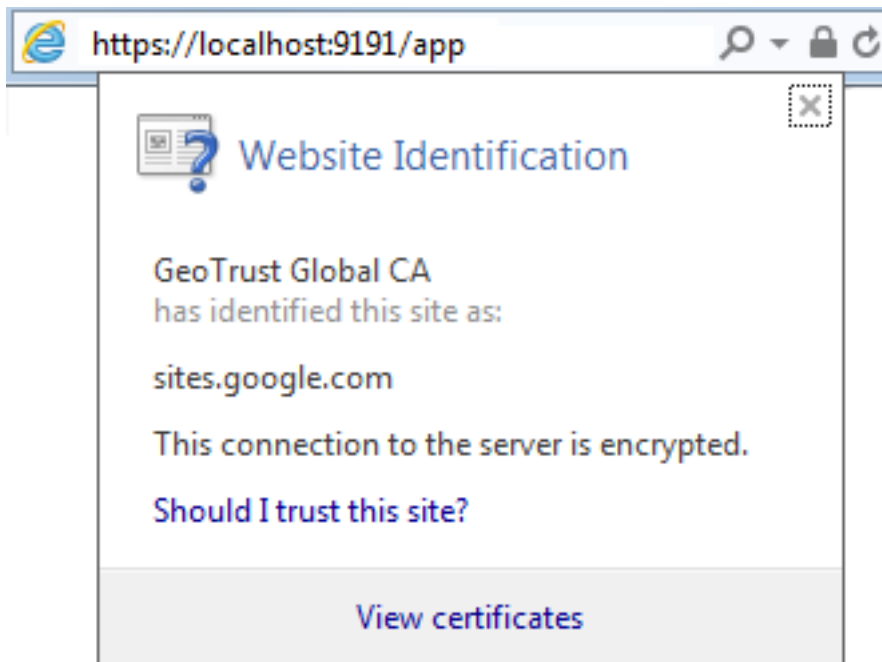 https://localhost:9191/app
Website Identification
GeoTrust Global CA
has identified this site as:
sites.google.com
This connection to the server is encrypted.
Should I trust this site?
View certificates